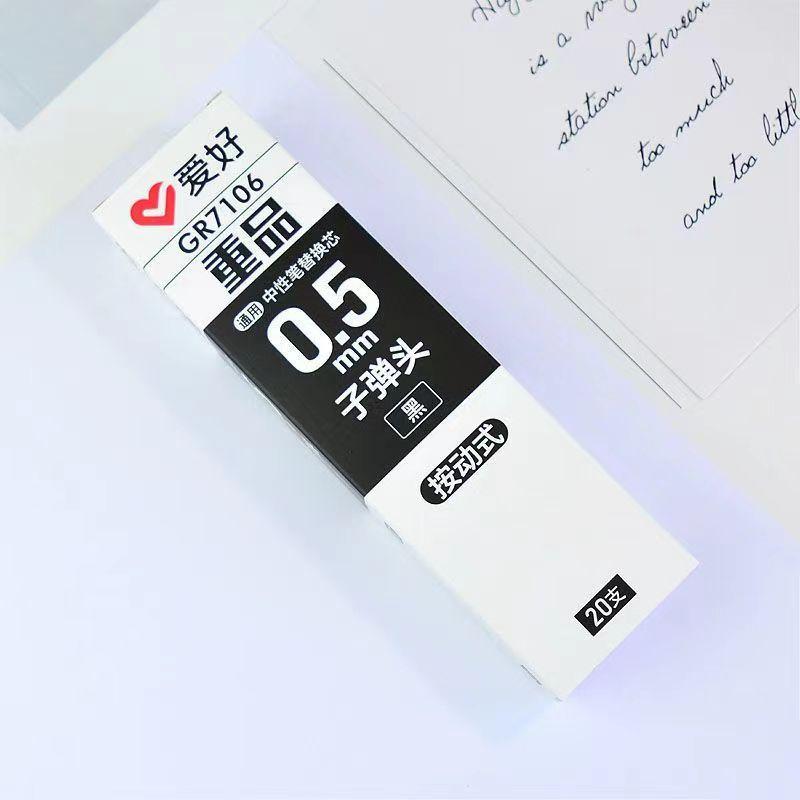 爱好
GR7106
重品
通用 中性笔替换芯
0.5
mm
子弹头
黑
按动式
20支
is a
station between
too much
and too